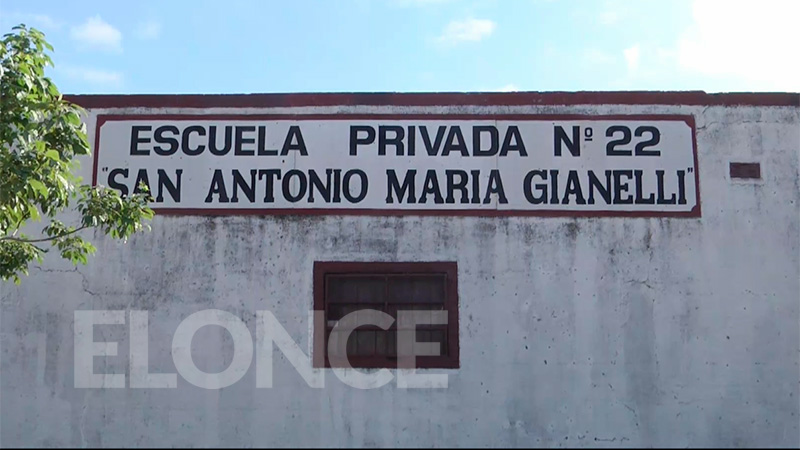 ESCUELA PRIVADA Nº 22
"SAN ANTONIO MARIA GIANELLI"
ELONCE